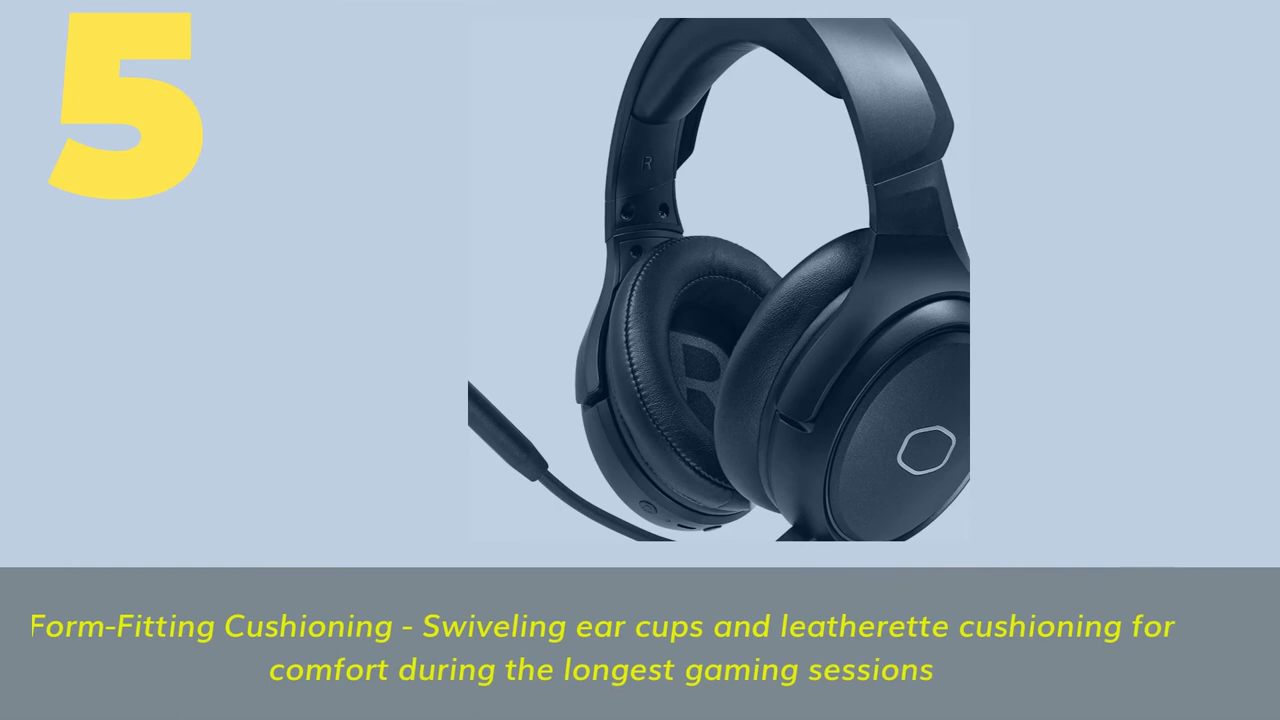 5
R
Form-Fitting Cushioning - Swiveling ear cups and leatherette cushioning for
comfort during the longest gaming sessions